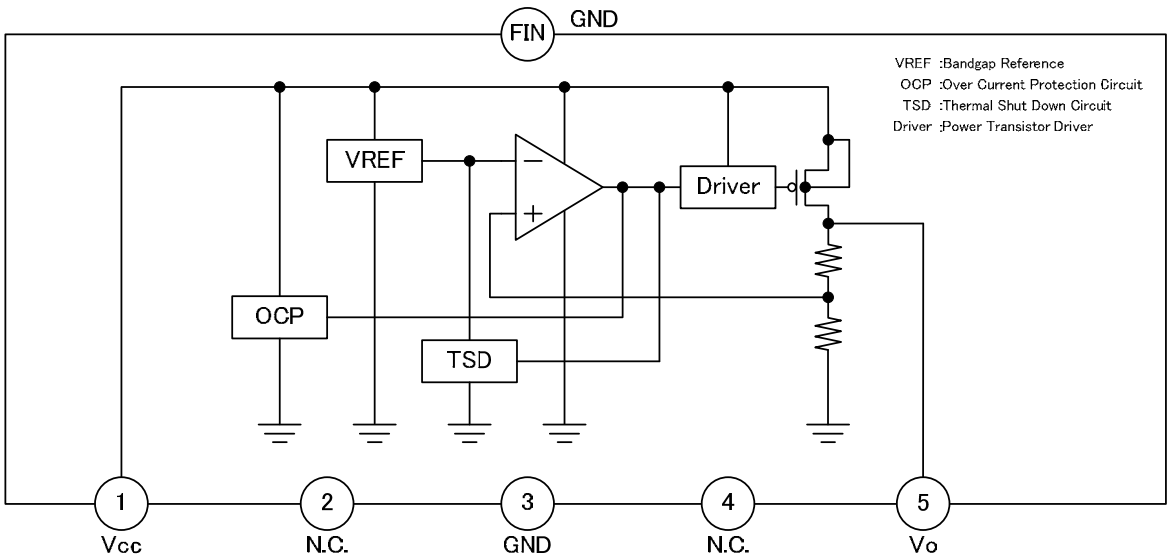 FIN GND
VREF :Bandgap Reference
OCP :Over Current Protection Circuit
TSD :Thermal Shut Down Circuit
Driver :Power Transistor Driver
VREF
−
+
Driver
OCP
TSD
1 2 3 4 5
Vcc N.C. GND N.C. Vo